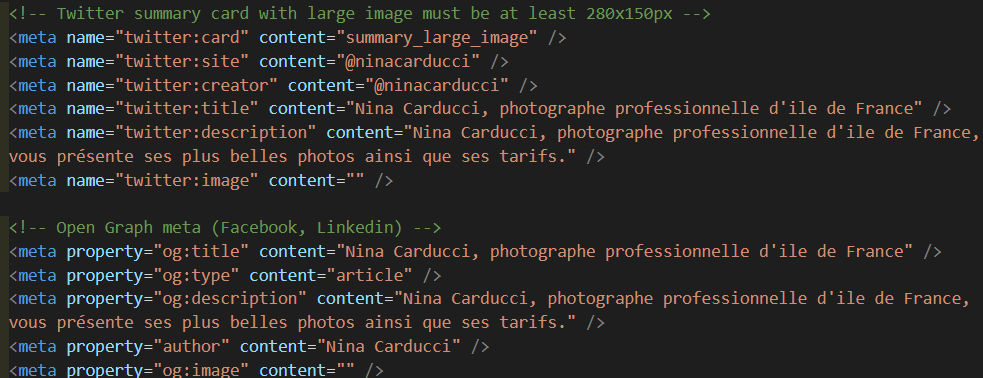 <!-- Twitter summary card with large image must be at least 280x150px -->
<meta name="twitter:card" content="summary_large_image" />
<meta name="twitter:site" content="@ninacarducci" />
<meta name="twitter:creator" content="@ninacarducci" />
<meta name="twitter:title" content="Nina Carducci, photographe professionnelle d'ile de France" />
<meta name="twitter:description" content="Nina Carducci, photographe professionnelle d'ile de France,
vous présente ses plus belles photos ainsi que ses tarifs." />
<meta name="twitter:image" content="" />
<!-- Open Graph meta (Facebook, Linkedin) -->
<meta property="og:title" content="Nina Carducci, photographe professionnelle d'ile de France" />
<meta property="og:type" content="article" />
<meta property="og:description" content="Nina Carducci, photographe professionnelle d'ile de France,
vous présente ses plus belles photos ainsi que ses tarifs." />
<meta property="author" content="Nina Carducci" />
<meta property="og:image" content="" />